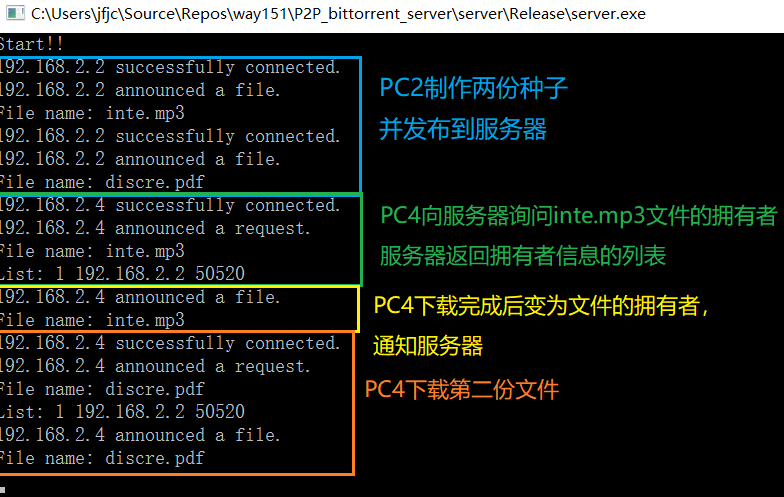 C:\Users\jfjc\Source\Repos\way151\P2P_bittorrent_server\server\Release\server.exe
Start!!
192.168.2.2 successfully connected.
192.168.2.2 announced a file.
File name: inte.mp3
192.168.2.2 successfully connected.
192.168.2.2 announced a file.
File name: discre.pdf
PC2制作两份种子
并发布到服务器
192.168.2.4 successfully connected.
192.168.2.4 announced a request.
File name: inte.mp3
List: 1 192.168.2.2 50520
PC4向服务器询问inte.mp3文件的拥有者
服务器返回拥有者信息的列表
192.168.2.4 announced a file.
File name: inte.mp3
PC4下载完成后变为文件的拥有者，
通知服务器
192.168.2.4 successfully connected.
192.168.2.4 announced a request.
File name: discre.pdf
List: 1 192.168.2.2 50520
192.168.2.4 announced a file.
File name: discre.pdf
PC4下载第二份文件